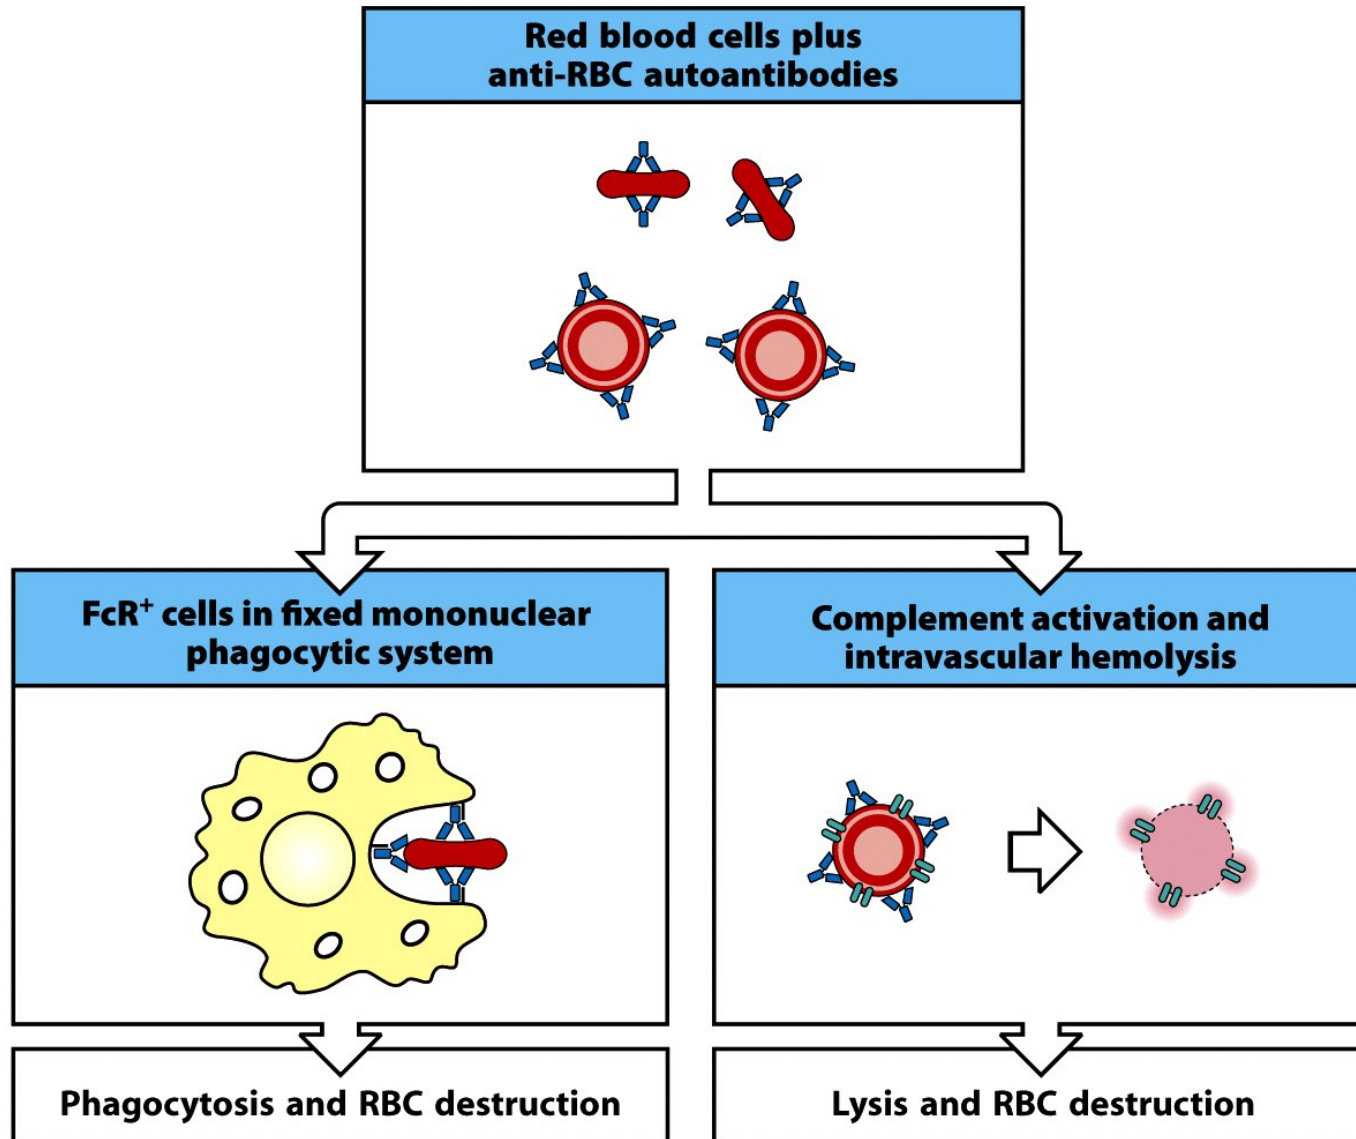 Red blood cells plus
anti-RBC autoantibodies
FcR⁺ cells in fixed mononuclear
phagocytic system
Complement activation and
intravascular hemolysis
Phagocytosis and RBC destruction
Lysis and RBC destruction